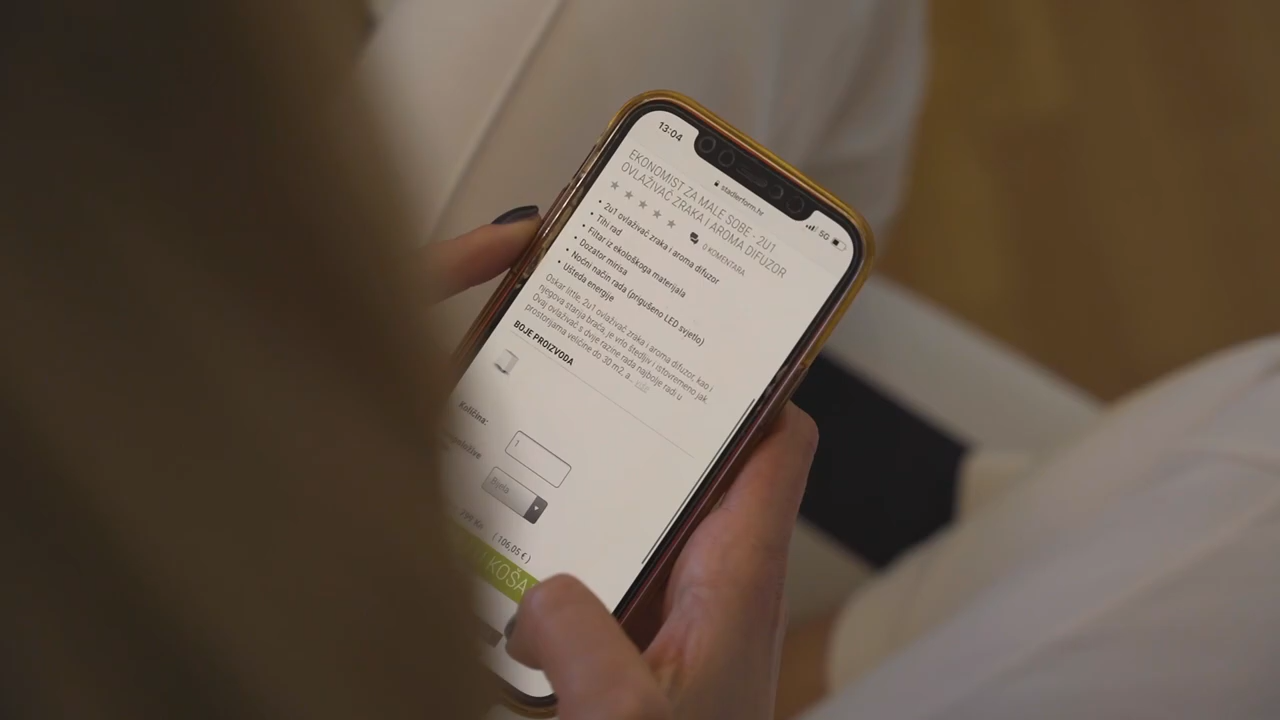 13:04
stadlerform.hr
5G
EKONOMIST ZA MALE SOBE - 2U1
OVLAŽIVAČ ZRAKA I AROMA DIFUZOR
0 KOMENTARA
2u1 ovlaživač zraka i aroma difuzor
Tihi rad
Filtar iz ekološkoga materijala
Dozator mirisa
Noćni način rada (prigušeno LED svjetlo)
Ušteda energije
Oskar little, 2u1 ovlaživač zraka i aroma difuzor, kao i
njegova starija braća, je vrlo štedljiv i istovremeno jak.
Ovaj ovlaživač s dvije razine rada najbolje radi u
prostorijama veličine do 30 m2, a...
BOJE PROIZVODA
Količina:
1
Bijela
(106,05 €)
KOŠA